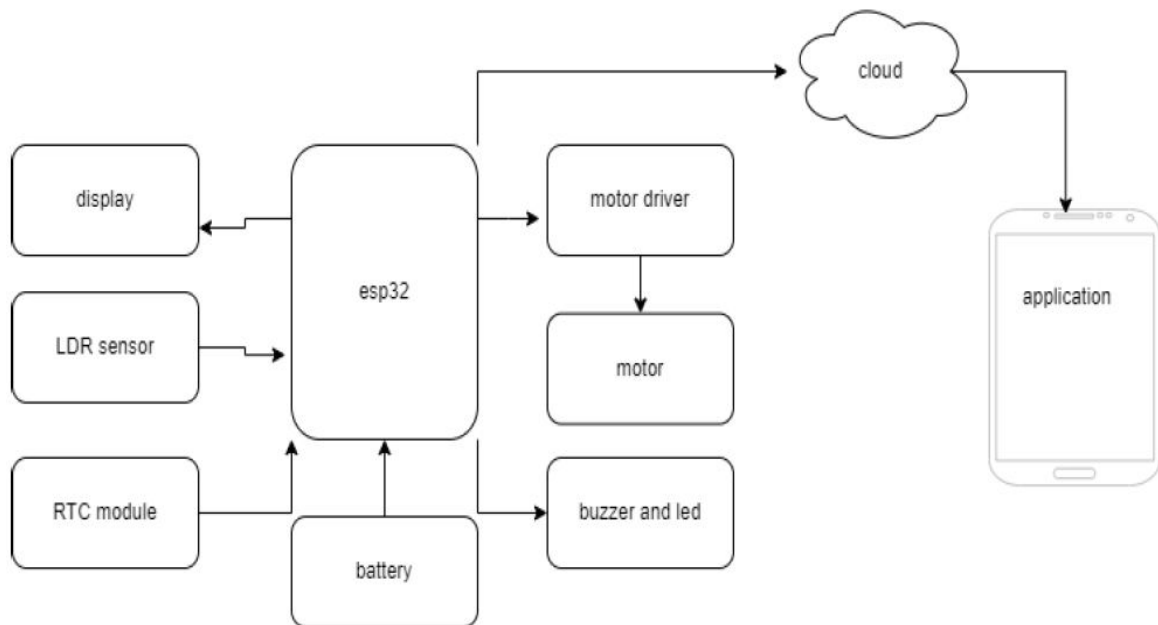 cloud
display
motor driver
esp32
application
LDR sensor
motor
RTC module
buzzer and led
battery